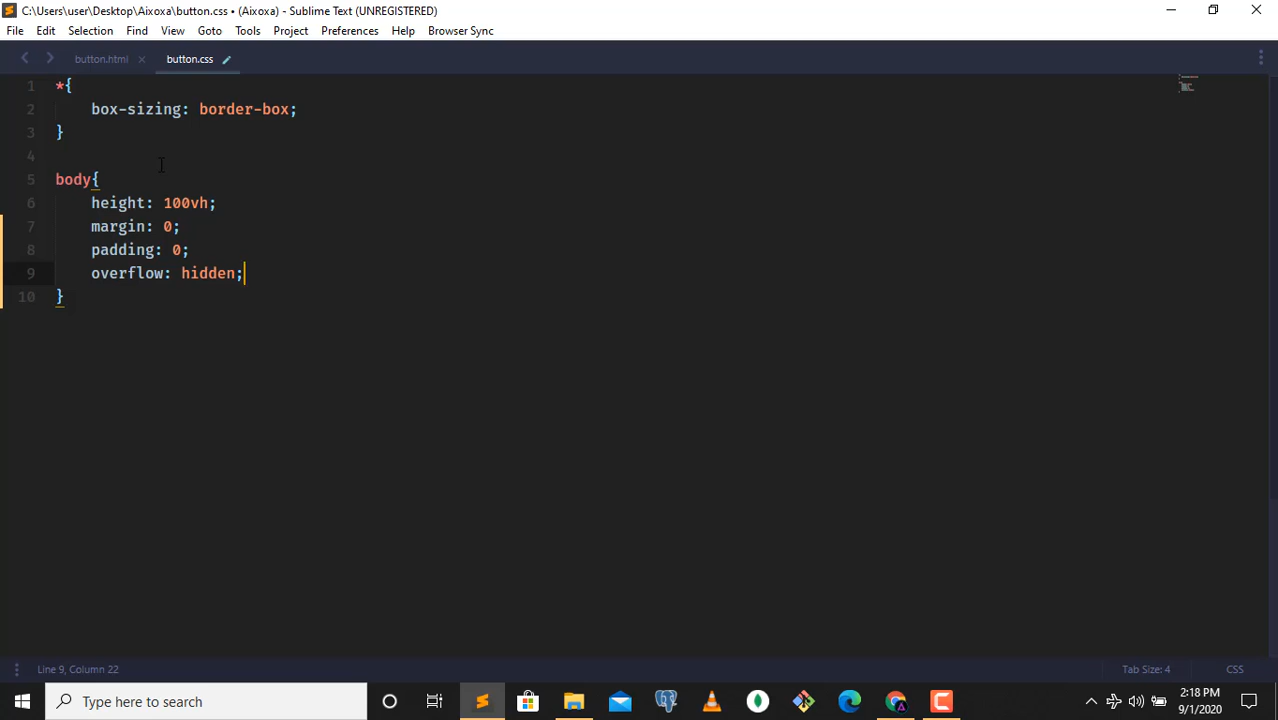 C:\Users\user\Desktop\Aixoxa\button.css • (Aixoxa) - Sublime Text (UNREGISTERED)
File Edit Selection Find View Goto Tools Project Preferences Help Browser Sync
button.html button.css
1 *{
2 box-sizing: border-box;
3 }
4
5 body{
6 height: 100vh;
7 margin: 0;
8 padding: 0;
9 overflow: hidden;
10 }
Line 9, Column 22 Tab Size: 4 CSS
Type here to search
2:18 PM
9/1/2020